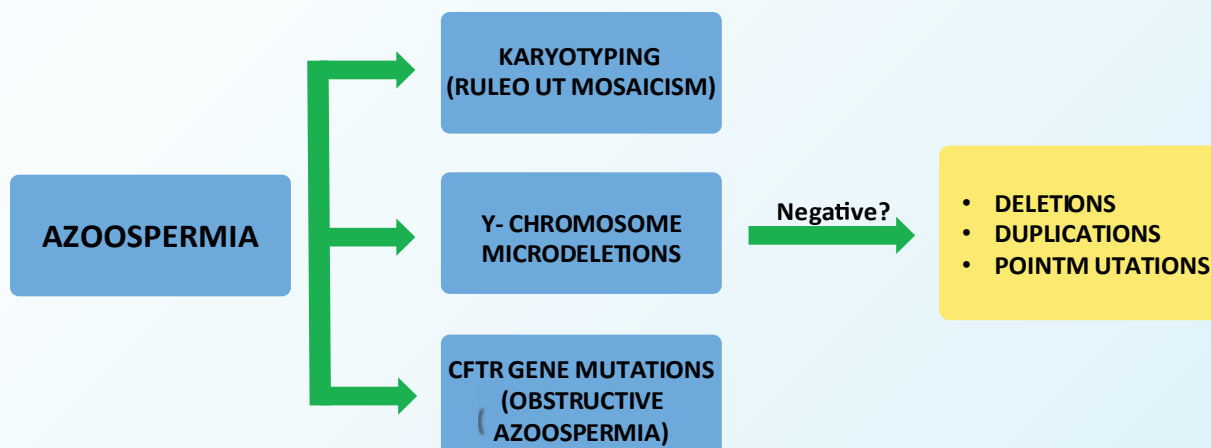 AZOOSPERMIA
KARYOTYPING
(RULEO UT MOSAICISM)
Y- CHROMOSOME
MICRODELETIONS
CFTR GENE MUTATIONS
(OBSTRUCTIVE
AZOOSPERMIA)
Negative?
• DELETIONS
• DUPLICATIONS
• POINTM UTATIONS